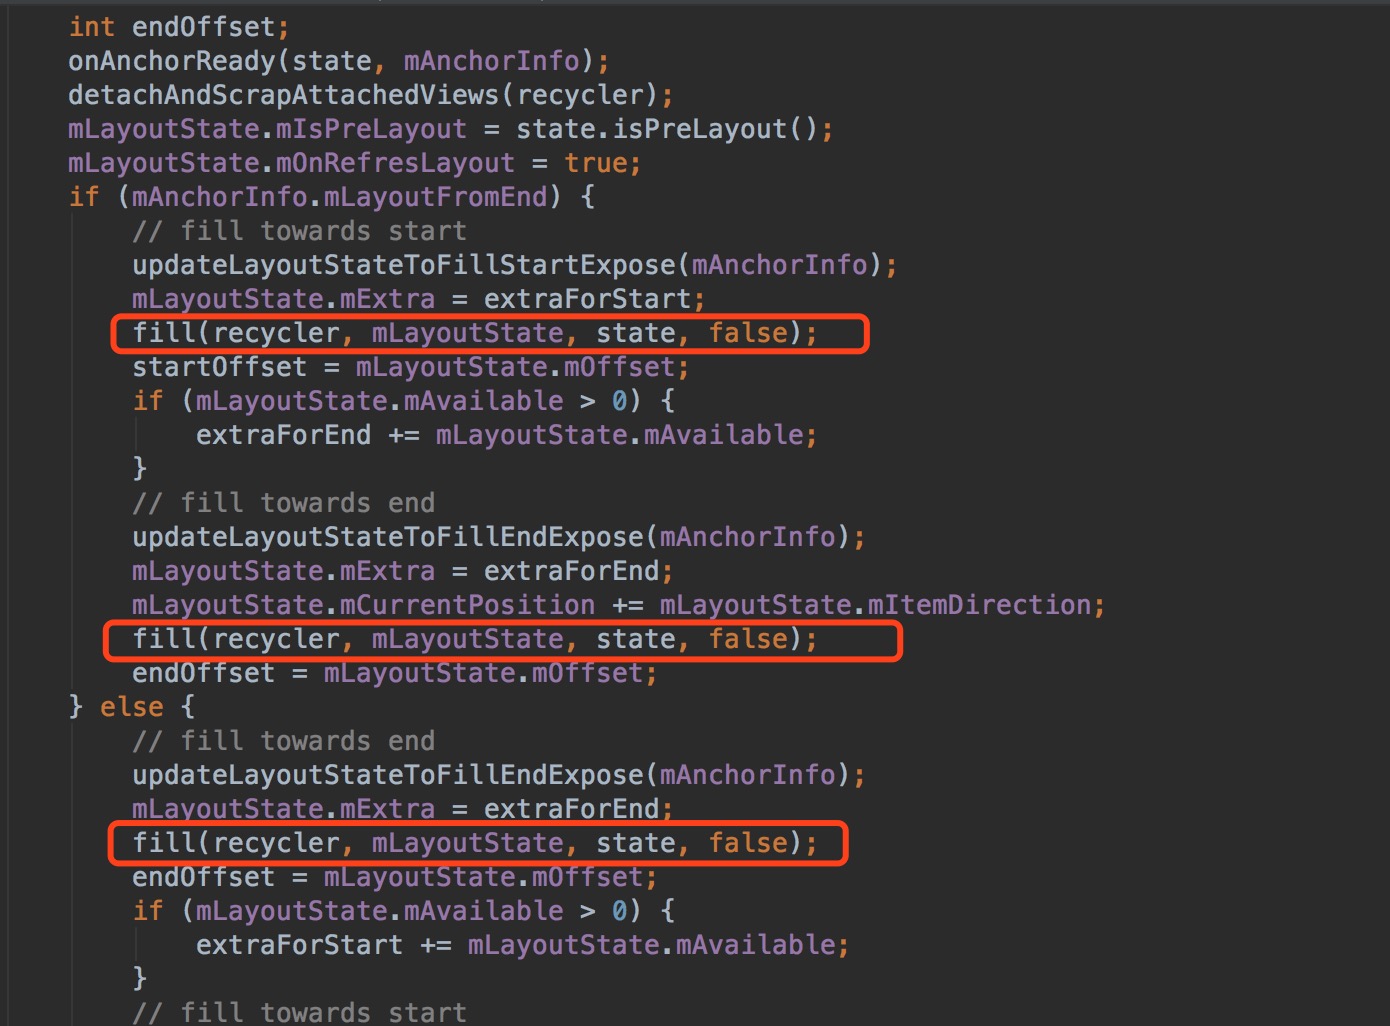 int endOffset;
onAnchorReady(state, mAnchorInfo);
detachAndScrapAttachedViews(recycler);
mLayoutState.mIsPreLayout = state.isPreLayout();
mLayoutState.mOnRefresLayout = true;
if (mAnchorInfo.mLayoutFromEnd) {
// fill towards start
updateLayoutStateToFillStartExpose(mAnchorInfo);
mLayoutState.mExtra = extraForStart;
fill(recycler, mLayoutState, state, false);
startOffset = mLayoutState.mOffset;
if (mLayoutState.mAvailable > 0) {
extraForEnd += mLayoutState.mAvailable;
}
// fill towards end
updateLayoutStateToFillEndExpose(mAnchorInfo);
mLayoutState.mExtra = extraForEnd;
mLayoutState.mCurrentPosition += mLayoutState.mItemDirection;
fill(recycler, mLayoutState, state, false);
endOffset = mLayoutState.mOffset;
} else {
// fill towards end
updateLayoutStateToFillEndExpose(mAnchorInfo);
mLayoutState.mExtra = extraForEnd;
fill(recycler, mLayoutState, state, false);
endOffset = mLayoutState.mOffset;
if (mLayoutState.mAvailable > 0) {
extraForStart += mLayoutState.mAvailable;
}
// fill towards start